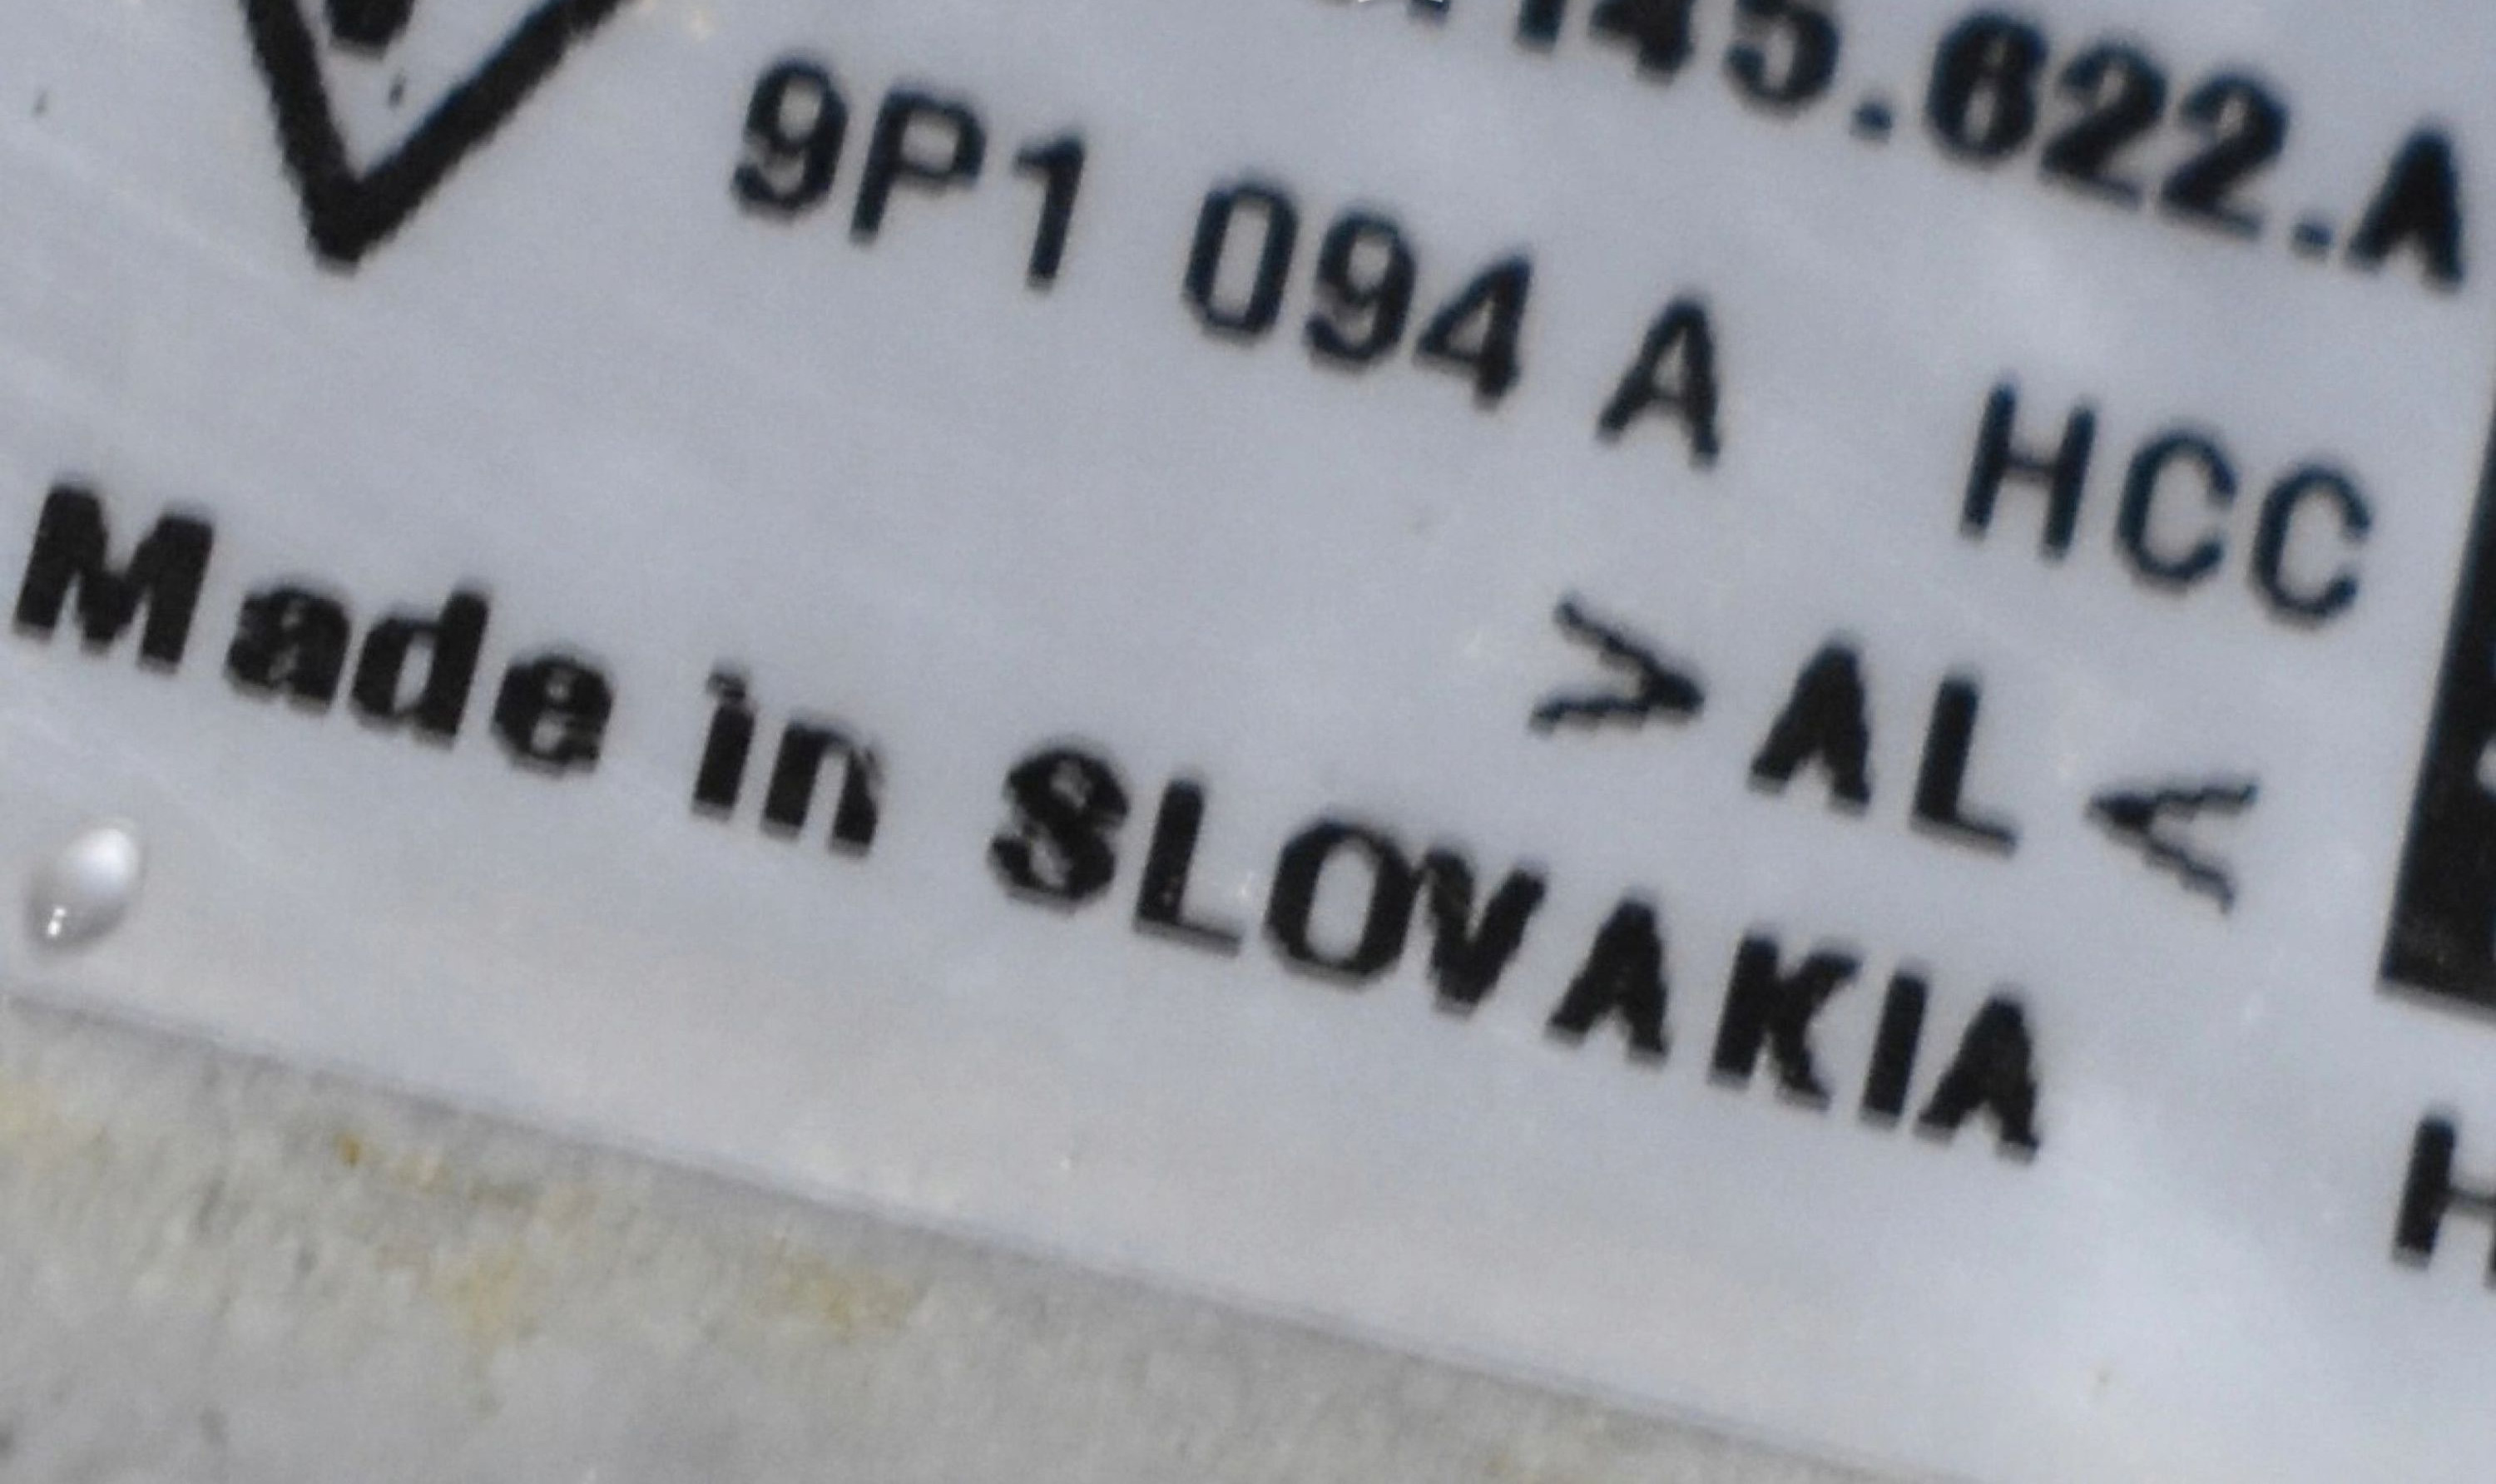 145.622.A
9P1 094 A HCC
>AL<
Made in SLOVAKIA
H